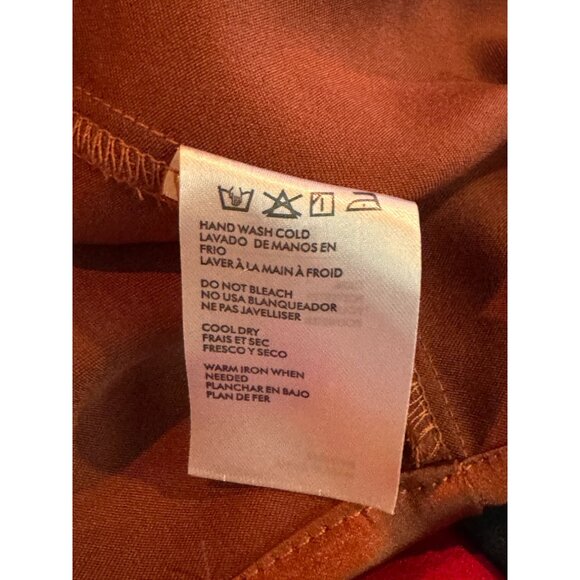 HAND WASH COLD
LAVADO DE MANOS EN
FRIO
LAVER À LA MAIN À FROID
DO NOT BLEACH
NO USA BLANQUEADOR
NE PAS JAVELLISER
COOL DRY
FRAIS ET SEC
FRESCO Y SECO
WARM IRON WHEN
NEEDED
PLANCHAR EN BAJO
PLAN DE FER